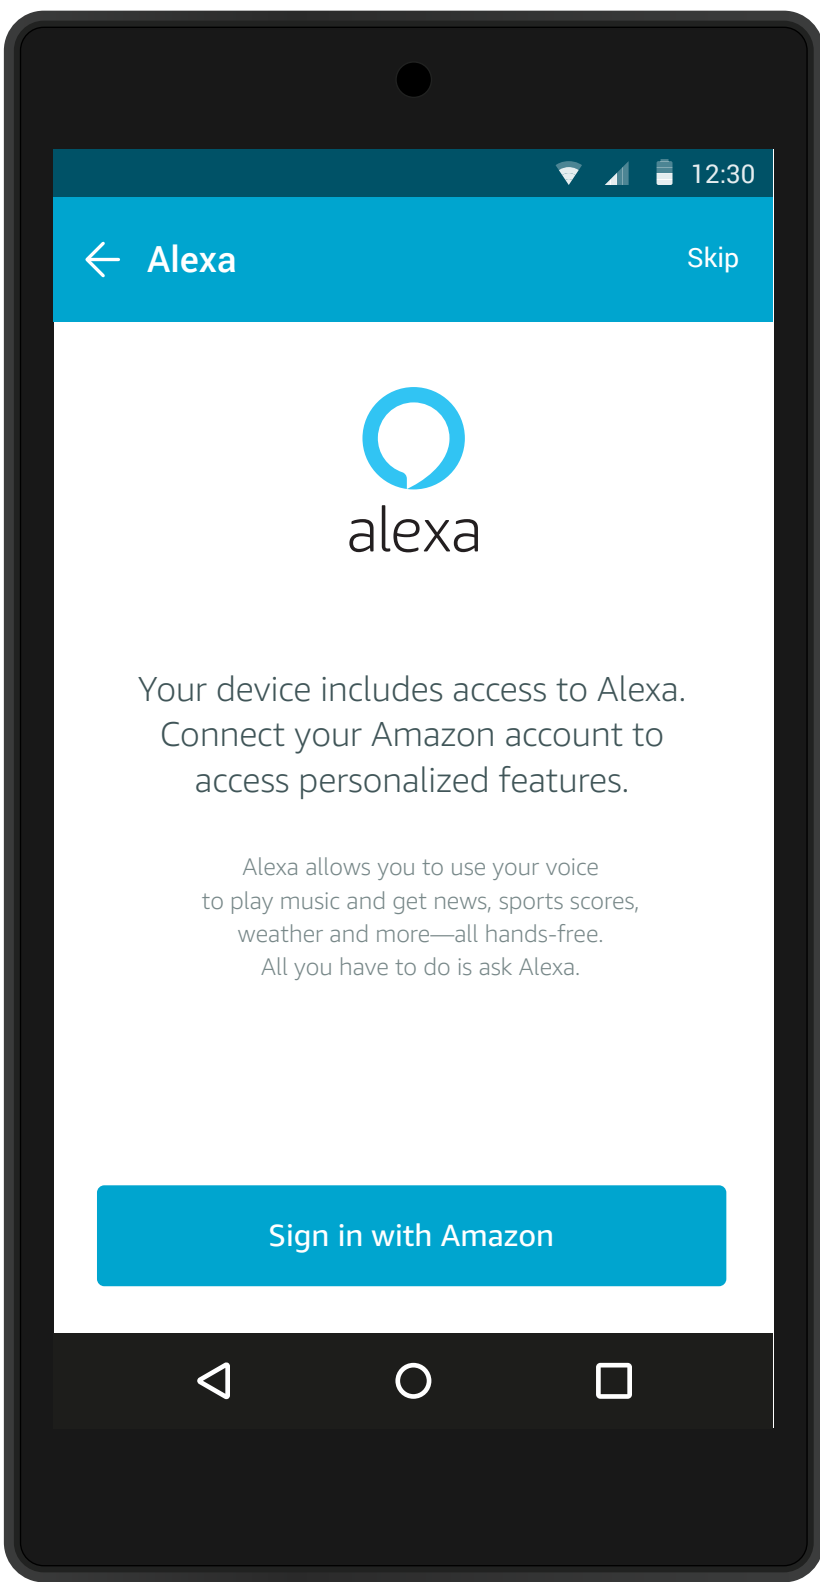 12:30
Alexa
Skip
alexa
Your device includes access to Alexa.
Connect your Amazon account to
access personalized features.
Alexa allows you to use your voice
to play music and get news, sports scores,
weather and more—all hands-free.
All you have to do is ask Alexa.
Sign in with Amazon